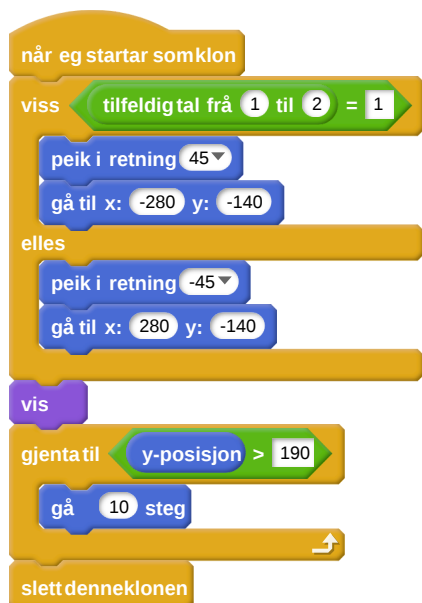 når eg startar som klon
viss tilfeldig tal frå 1 til 2 = 1
peik i retning 45
gå til x: -280 y: -140
elles
peik i retning -45
gå til x: 280 y: -140
vis
gjenta til y-posisjon > 190
gå 10 steg
slett denne klonen